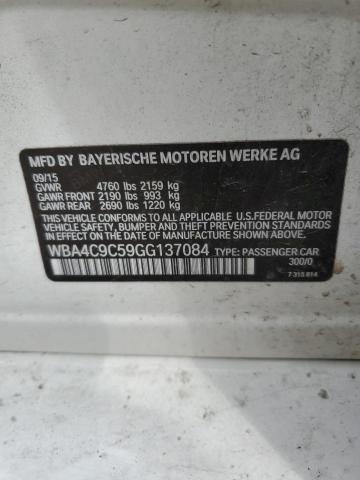 MFD BY BAYERISCHE MOTOREN WERKE AG
09/15
GVWR 4760 lbs 2159 kg
GAWR FRONT 2190 lbs 993 kg
GAWR REAR 2690 lbs 1220 kg
THIS VEHICLE CONFORMS TO ALL APPLICABLE U.S.FEDERAL MOTOR
VEHICLE SAFETY, BUMPER AND THEFT PREVENTION STANDARDS
IN EFFECT ON THE DATE OF MANUFACTURE SHOWN ABOVE.
WBA4C9C59GG137084 TYPE: PASSENGER CAR
300/0
7 315 814